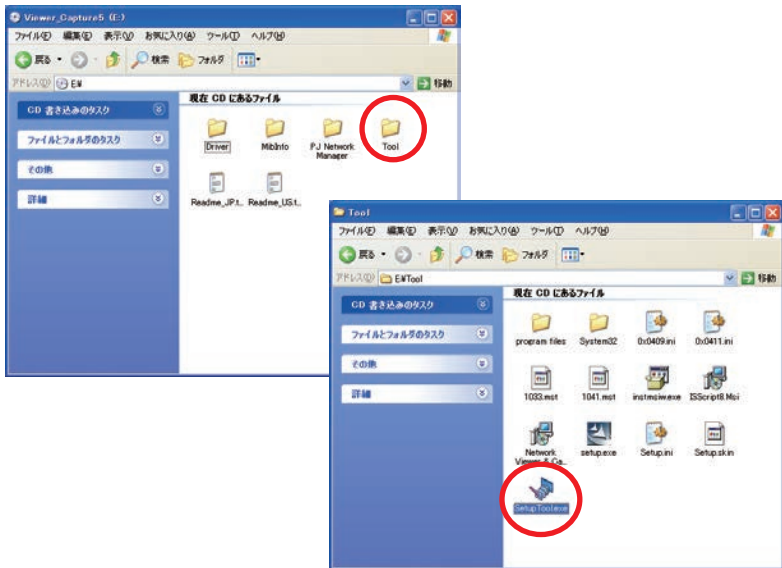 Viewer_Capture5 (E:)
ファイル(F) 編集(E) 表示(V) お気に入り(A) ツール(T) ヘルプ(H)
戻る 検索 フォルダ
アドレス(D) E:¥ 移動
CD 書き込みのタスク
ファイルとフォルダのタスク
その他
詳細
現在 CD にあるファイル
Driver MibInfo PJ Network Manager Tool
Readme_JP.t... Readme_US.t...
Tool
ファイル(F) 編集(E) 表示(V) お気に入り(A) ツール(T) ヘルプ(H)
戻る 検索 フォルダ
アドレス(D) E:¥Tool 移動
CD 書き込みのタスク
ファイルとフォルダのタスク
その他
詳細
現在 CD にあるファイル
program files System32 0x0409.ini 0x0411.ini
1033.mst 1041.mst instmsiw.exe ISScript8.Msi
Network Viewer & Ca... setup.exe Setup.ini Setup.skin
SetupTool.exe